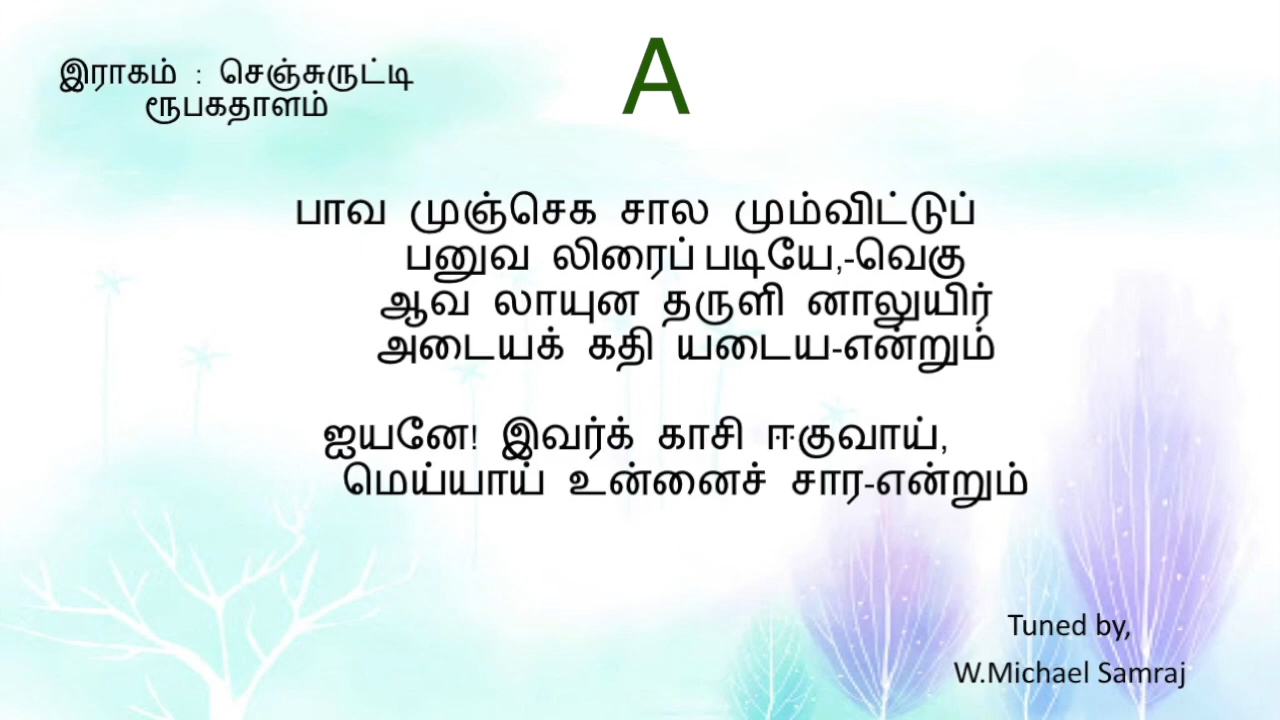 A
இராகம் : செஞ்சுருட்டி
ரூபகதாளம்
பாவ முஞ்செக சால மும்விட்டுப்
பனுவ லிரைப் படியே,-வெகு
ஆவ லாயுன தருளி னாலுயிர்
அடையக் கதி யடைய-என்றும்
ஐயனே! இவர்க் காசி ஈகுவாய்,
மெய்யாய் உன்னைச் சார-என்றும்
Tuned by,
W.Michael Samraj